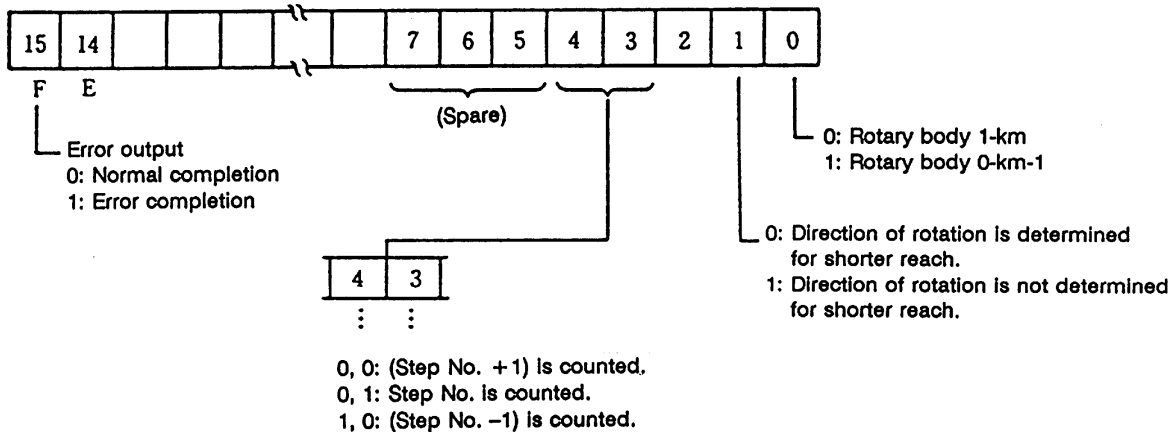 15 14 7 6 5 4 3 2 1 0
F E
(Spare)
Error output
0: Normal completion
1: Error completion
0: Rotary body 1-km
1: Rotary body 0-km-1
0: Direction of rotation is determined
for shorter reach.
1: Direction of rotation is not determined
for shorter reach.
4 3
0, 0: (Step No. +1) is counted.
0, 1: Step No. is counted.
1, 0: (Step No. -1) is counted.